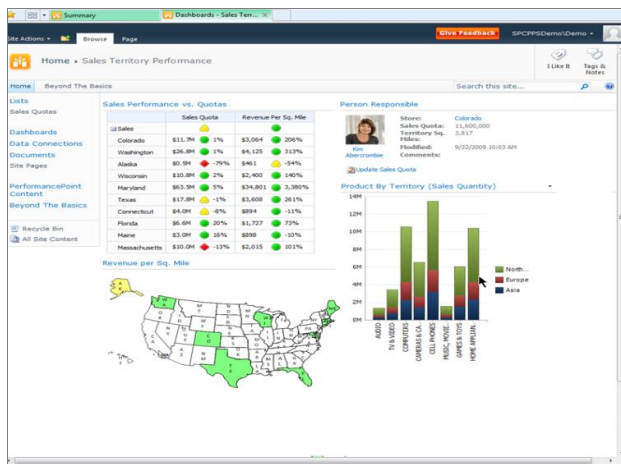 Summary
Dashboards - Sales Terr...
Site Actions
Browse
Page
Give Feedback
SPCPPSDemo\Demo
Home ▸ Sales Territory Performance
I Like It
Tags & Notes
Home
Beyond The Basics
Search this site...
Lists
Sales Quotas
Dashboards
Data Connections
Documents
Site Pages
PerformancePoint
Content
Beyond The Basics
Recycle Bin
All Site Content
Sales Performance vs. Quotas
Sales Quota Revenue Per Sq. Mile
Sales
Colorado $11.7M 1% $3,064 206%
Washington $26.8M 1% $4,125 313%
Alaska $0.5M -79% $461 -54%
Wisconsin $10.8M 2% $2,400 140%
Maryland $63.5M 5% $34,801 3,380%
Texas $17.8M -1% $3,608 261%
Connecticut $4.0M -8% $894 -11%
Florida $6.6M 20% $1,727 73%
Maine $3.0M 16% $898 -10%
Massachusetts $10.0M -13% $2,015 101%
Revenue per Sq. Mile
Person Responsible
Kim
Abercrombie
Store: Colorado
Sales Quota: 11,600,000
Territory Sq. Miles: 3,817
Modified: 9/22/2009 10:03 AM
Comments:
Update Sales Quota
Product By Territory (Sales Quantity)
14M
12M
10M
8M
6M
4M
2M
0M
AUDIO
TV & VIDEO
COMPUTERS
CAMERAS & CA...
CELL PHONES
MUSIC, MOVIE...
GAMES & TOYS
HOME APPLIAN...
North...
Europe
Asia